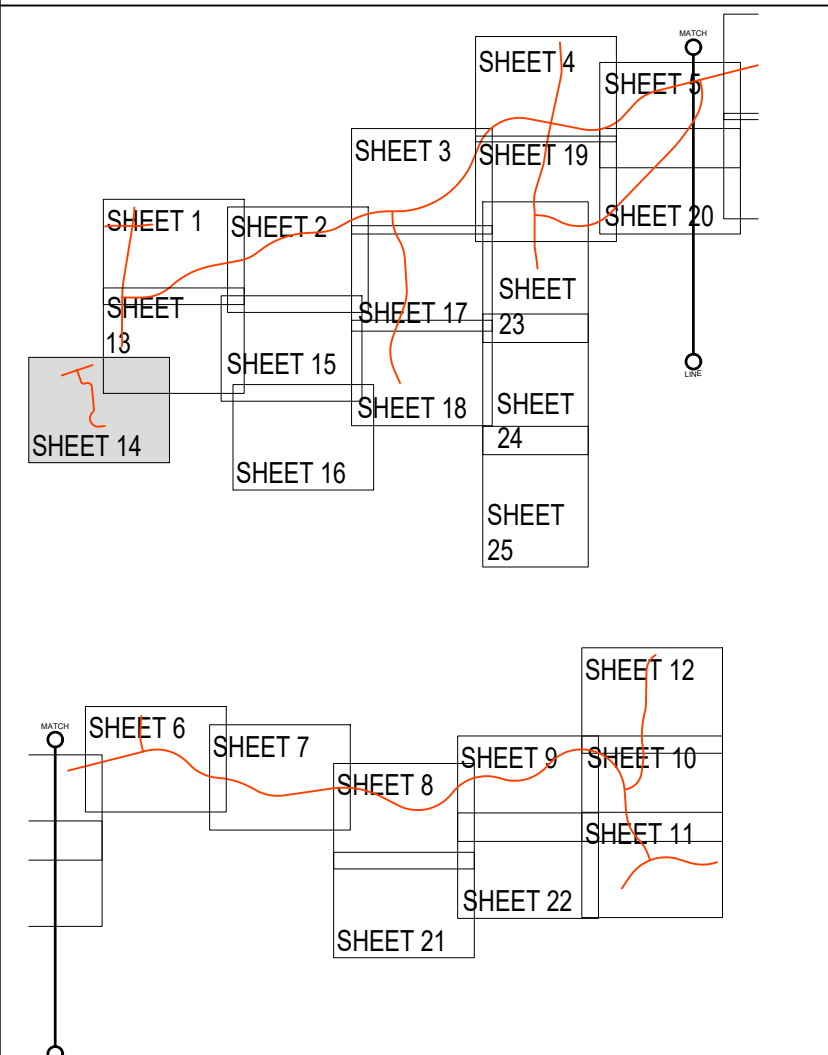 MATCH
SHEET 4
SHEET 5
SHEET 3
SHEET 19
SHEET 1
SHEET 2
SHEET 20
SHEET
23
SHEET
13
SHEET 17
SHEET 15
LINE
SHEET 18
SHEET
24
SHEET 14
SHEET 16
SHEET
25
SHEET 12
MATCH
SHEET 6
SHEET 7
SHEET 9
SHEET 10
SHEET 8
SHEET 11
SHEET 22
SHEET 21